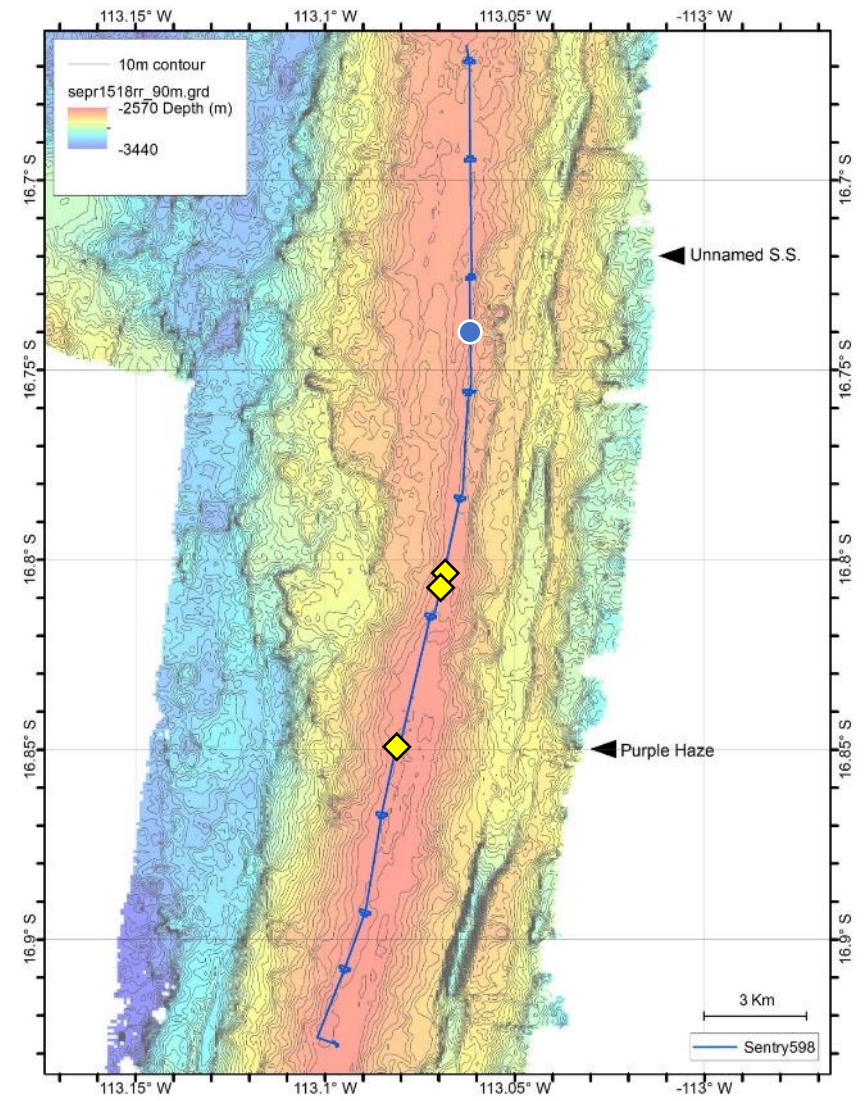 113.15° W 113.1° W 113.05° W -113° W
10m contour
sepr1518rr_90m.grd
-2570 Depth (m)
-3440
16.7° S 16.7° S
Unnamed S.S.
16.75° S 16.75° S
16.8° S 16.8° S
16.85° S 16.85° S
Purple Haze
16.9° S 16.9° S
3 Km
Sentry598
113.15° W 113.1° W 113.05° W -113° W